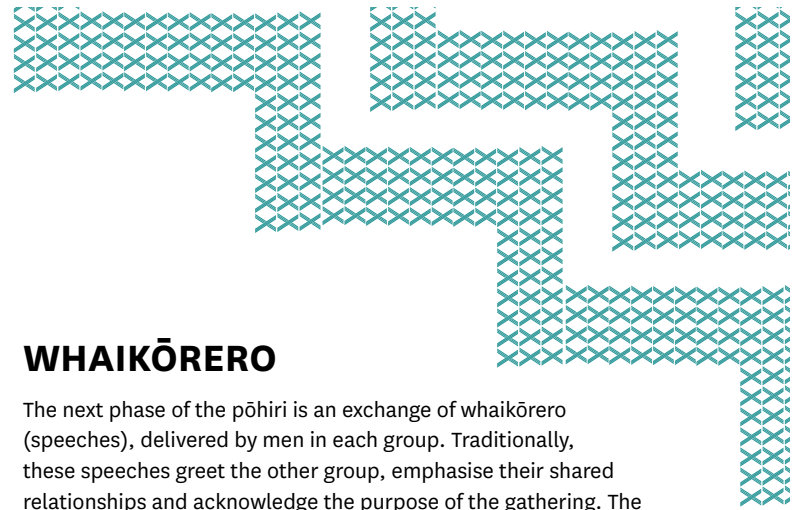 WHAIKŌRERO
The next phase of the pōhiri is an exchange of whaikōrero
(speeches), delivered by men in each group. Traditionally,
these speeches greet the other group, emphasise their shared
relationships and acknowledge the purpose of the gathering. The